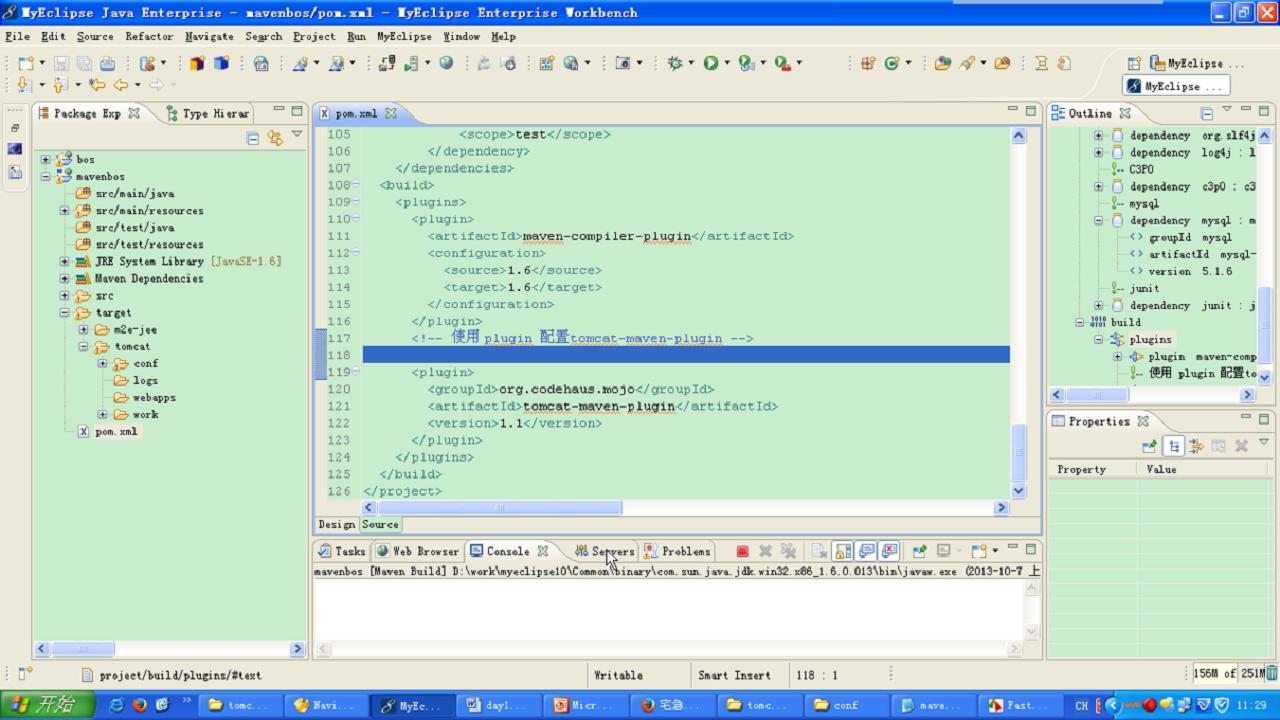 MyEclipse Java Enterprise - mavenbos/pom.xml - MyEclipse Enterprise Workbench
File Edit Source Refactor Navigate Search Project Run MyEclipse Window Help
MyEclipse ...
MyEclipse ...
Package Exp
Type Hierar
bos
mavenbos
src/main/java
src/main/resources
src/test/java
src/test/resources
JRE System Library [JavaSE-1.6]
Maven Dependencies
src
target
m2e-jee
tomcat
conf
logs
webapps
work
pom.xml
pom.xml
105 <scope>test</scope>
106 </dependency>
107 </dependencies>
108 <build>
109 <plugins>
110 <plugin>
111 <artifactId>maven-compiler-plugin</artifactId>
112 <configuration>
113 <source>1.6</source>
114 <target>1.6</target>
115 </configuration>
116 </plugin>
117 <!-- 使用 plugin 配置tomcat-maven-plugin -->
118
119 <plugin>
120 <groupId>org.codehaus.mojo</groupId>
121 <artifactId>tomcat-maven-plugin</artifactId>
122 <version>1.1</version>
123 </plugin>
124 </plugins>
125 </build>
126 </project>
Design Source
Outline
dependency org.slf4j
dependency log4j : l
C3P0
dependency c3p0 : c3
mysql
dependency mysql : m
groupId mysql
artifactId mysql-
version 5.1.6
junit
dependency junit : j
build
plugins
plugin maven-comp
使用 plugin 配置to
Properties
Property Value
Tasks Web Browser Console Servers Problems
mavenbos [Maven Build] D:\work\myeclipse10\Common\binary\com.sun.java.jdk.win32.x86_1.6.0.013\bin\javaw.exe (2013-10-7 上
project/build/plugins/#text
Writable
Smart Insert
118 : 1
156M of 251M
开始
tomc...
Navi...
MyEc...
day1...
Micr...
宅急...
tomc...
conf
mave...
Fast...
CH
11:29